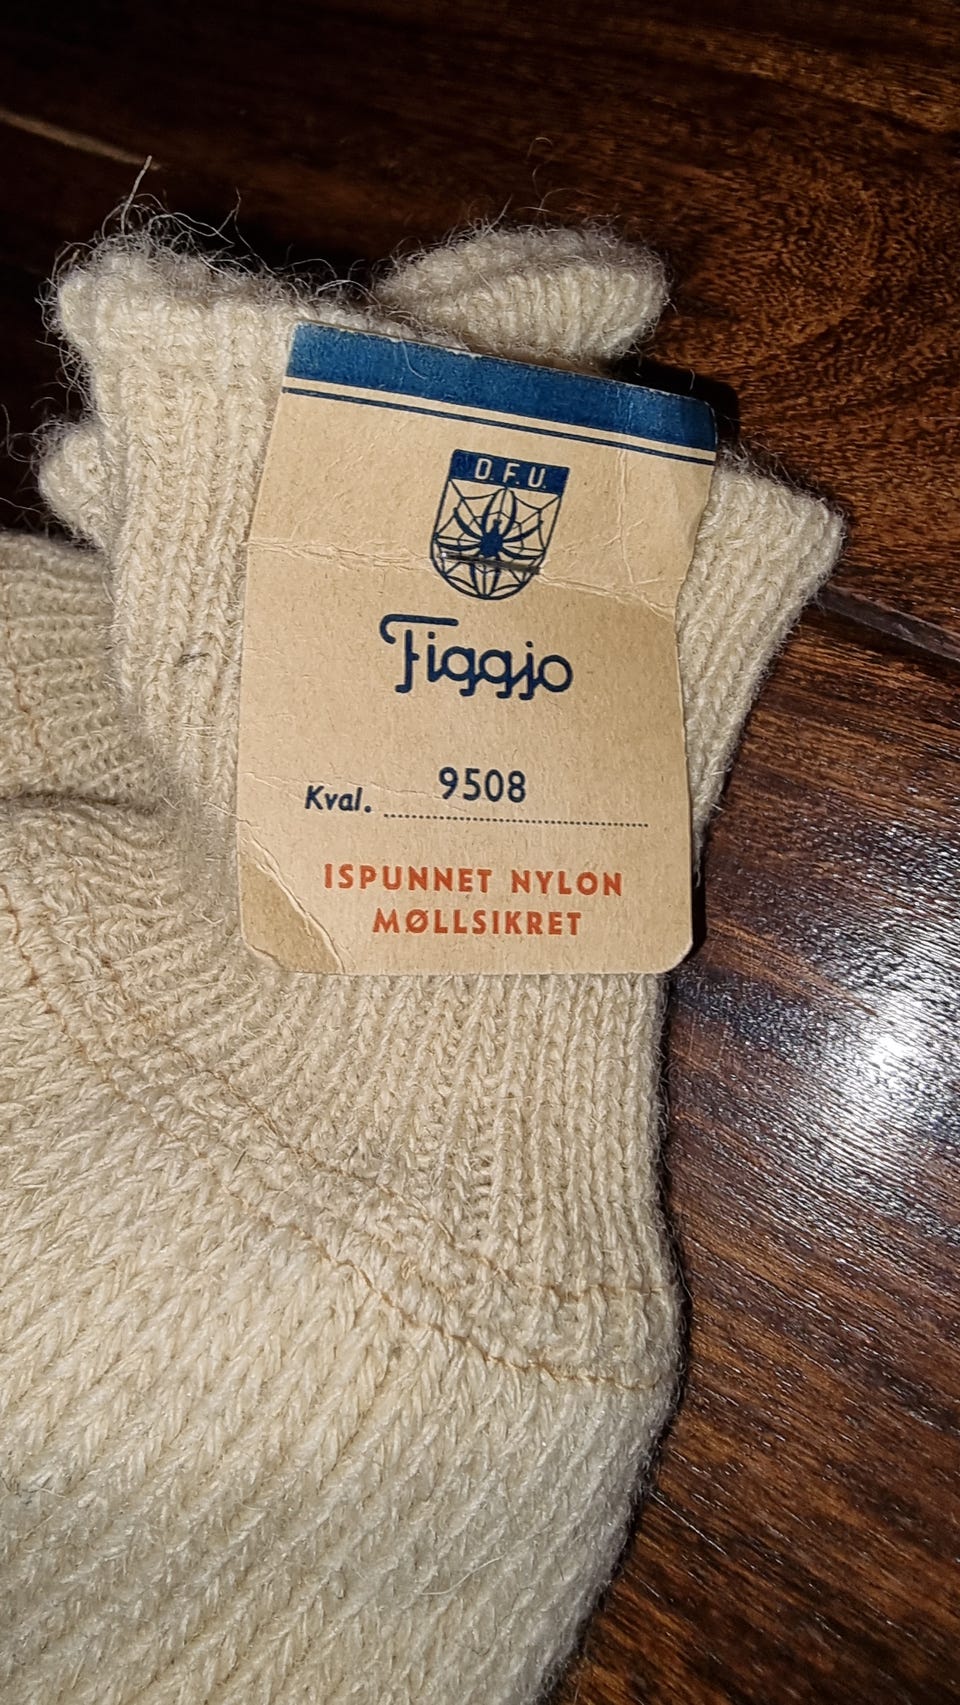 D. F. U.
Figgjo
Kval. 9508
ISPUNNET NYLON
MØLLSIKRET